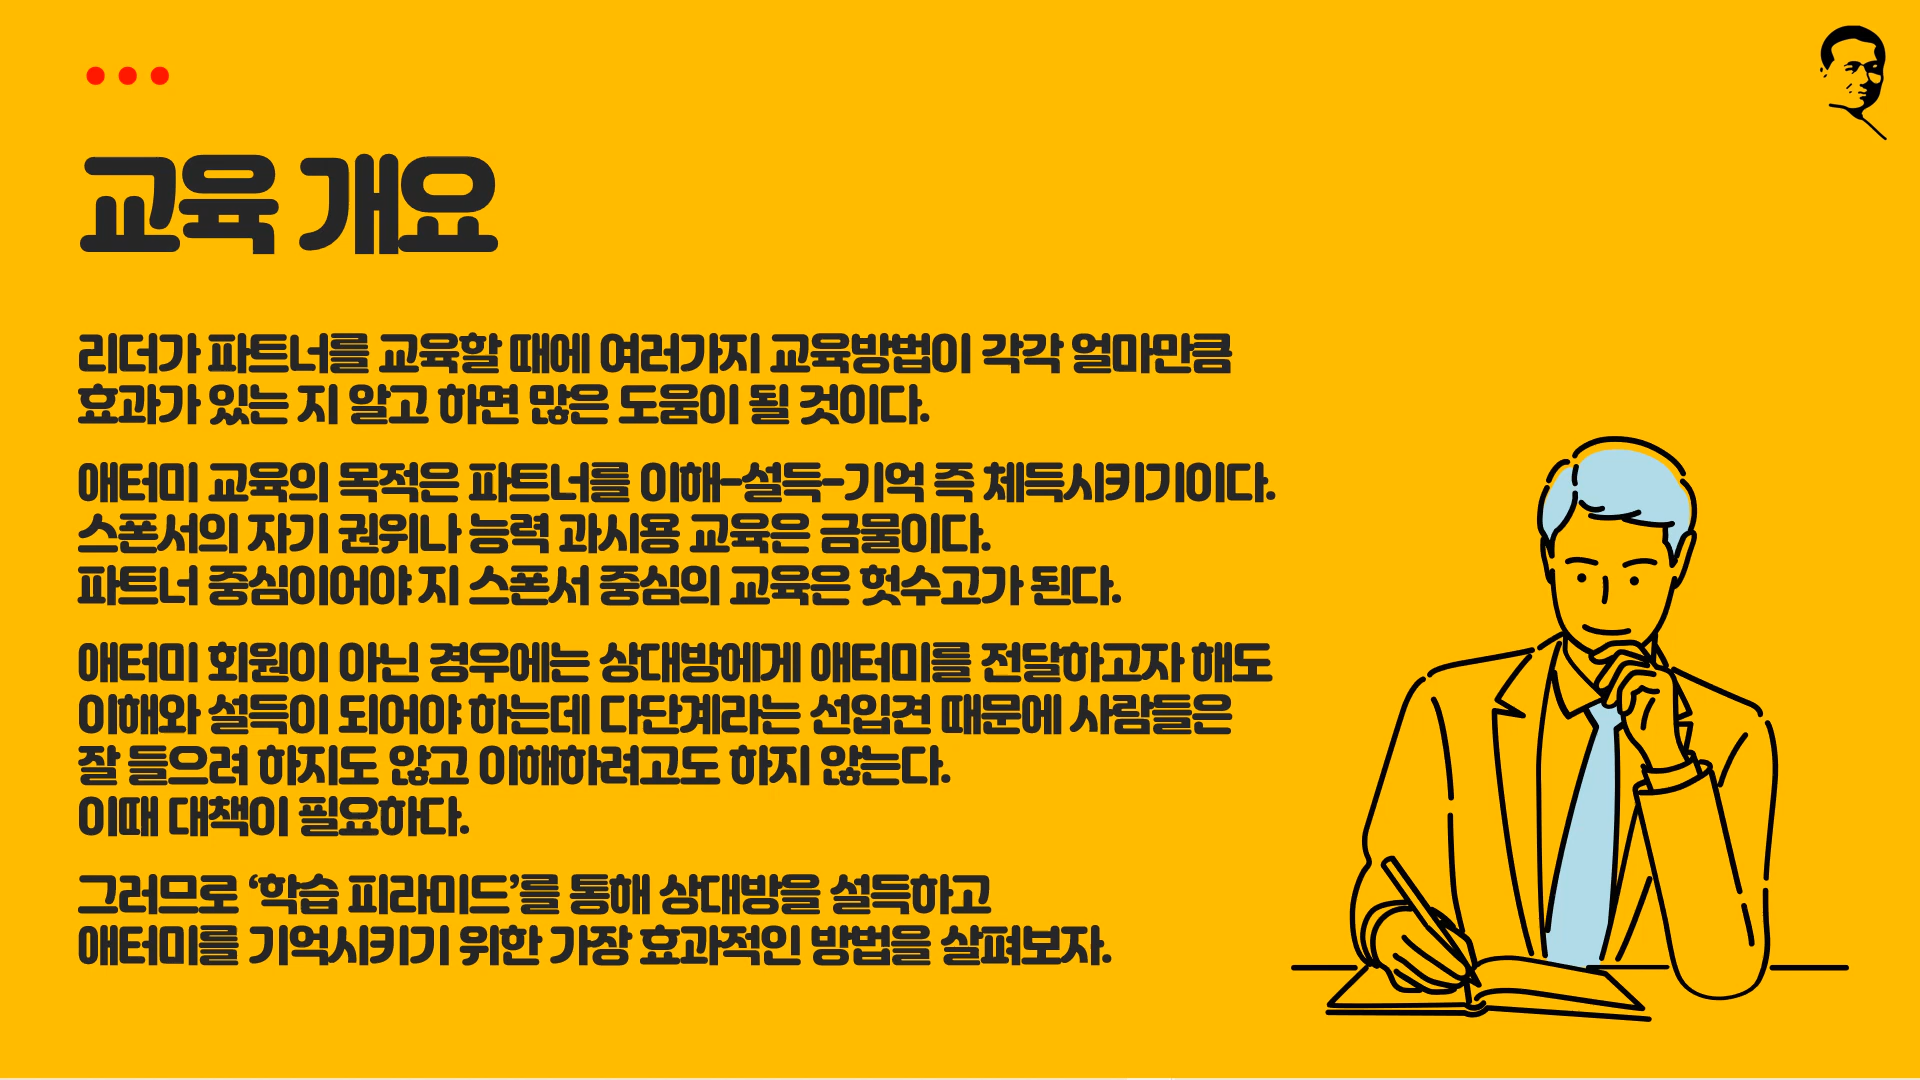 교육 개요
리더가 파트너를 교육할 때에 여러가지 교육방법이 각각 얼마만큼
효과가 있는 지 알고 하면 많은 도움이 될 것이다.
애터미 교육의 목적은 파트너를 이해-설득-기억 즉 체득시키기이다.
스폰서의 자기 권위나 능력 과시용 교육은 금물이다.
파트너 중심이어야 지 스폰서 중심의 교육은 헛수고가 된다.
애터미 회원이 아닌 경우에는 상대방에게 애터미를 전달하고자 해도
이해와 설득이 되어야 하는데 다단계라는 선입견 때문에 사람들은
잘 들으려 하지도 않고 이해하려고도 하지 않는다.
이때 대책이 필요하다.
그러므로 ‘학습 피라미드’를 통해 상대방을 설득하고
애터미를 기억시키기 위한 가장 효과적인 방법을 살펴보자.